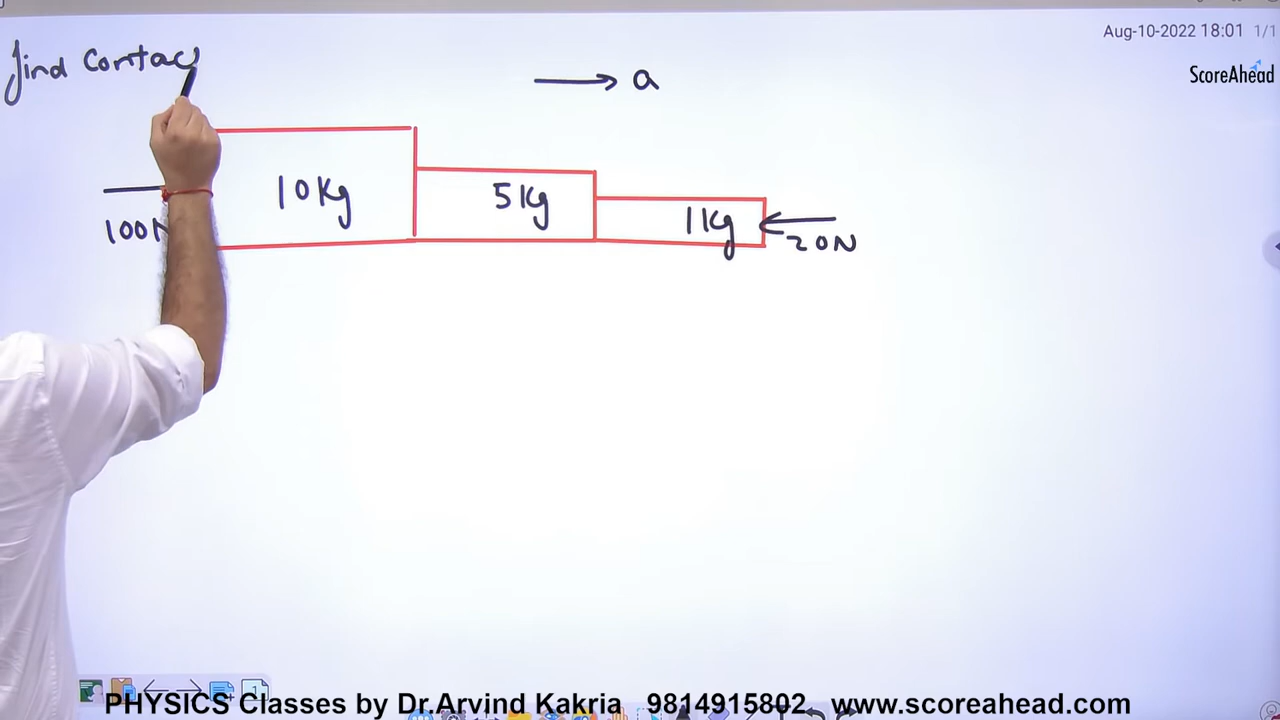 Aug-10-2022 18:01 1/1
ScoreAhead
find Contac
a
10Kg
5Kg
1Kg
100N
20N
PHYSICS Classes by Dr.Arvind Kakria 9814915802 www.scoreahead.com